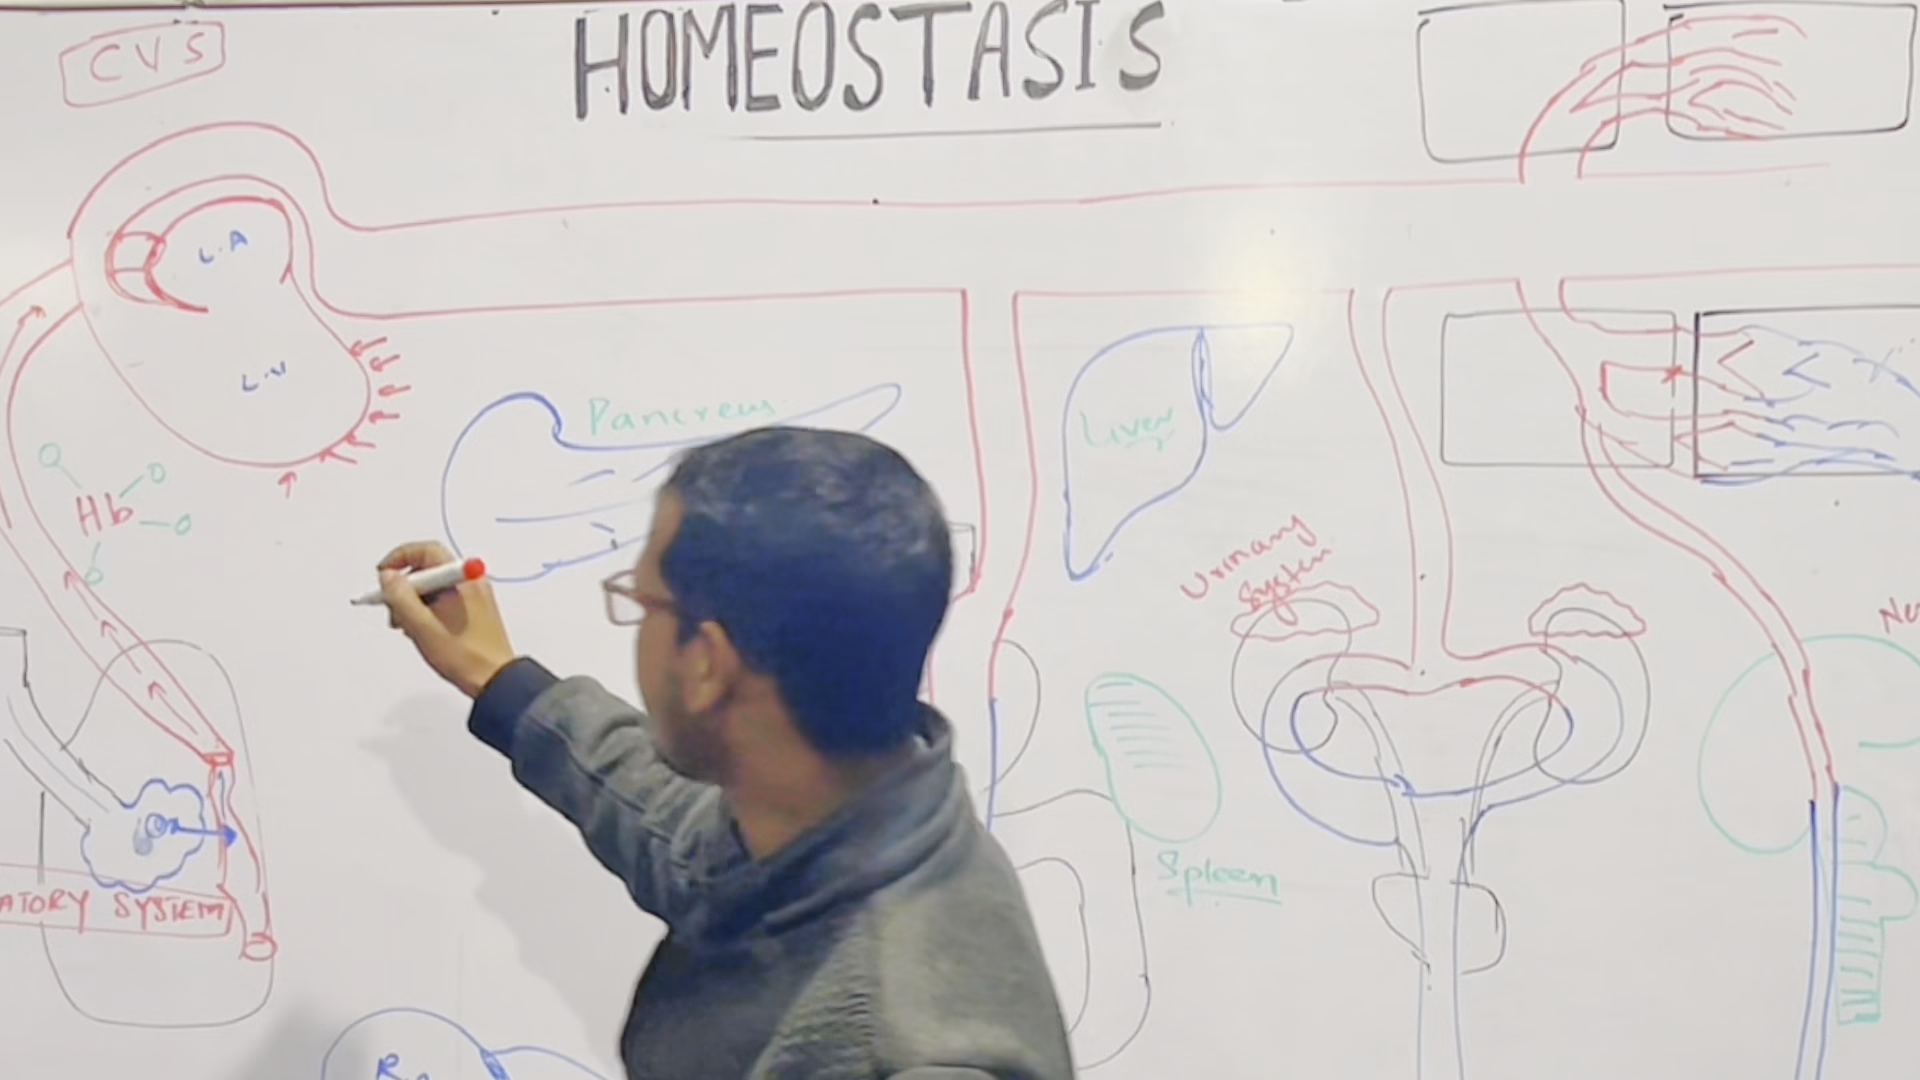 CVS
HOMEOSTASIS
L.A
L.V
Pancreas
Liver
O
O
Hb
O
O
Urinary
System
Spleen
ATORY SYSTEM